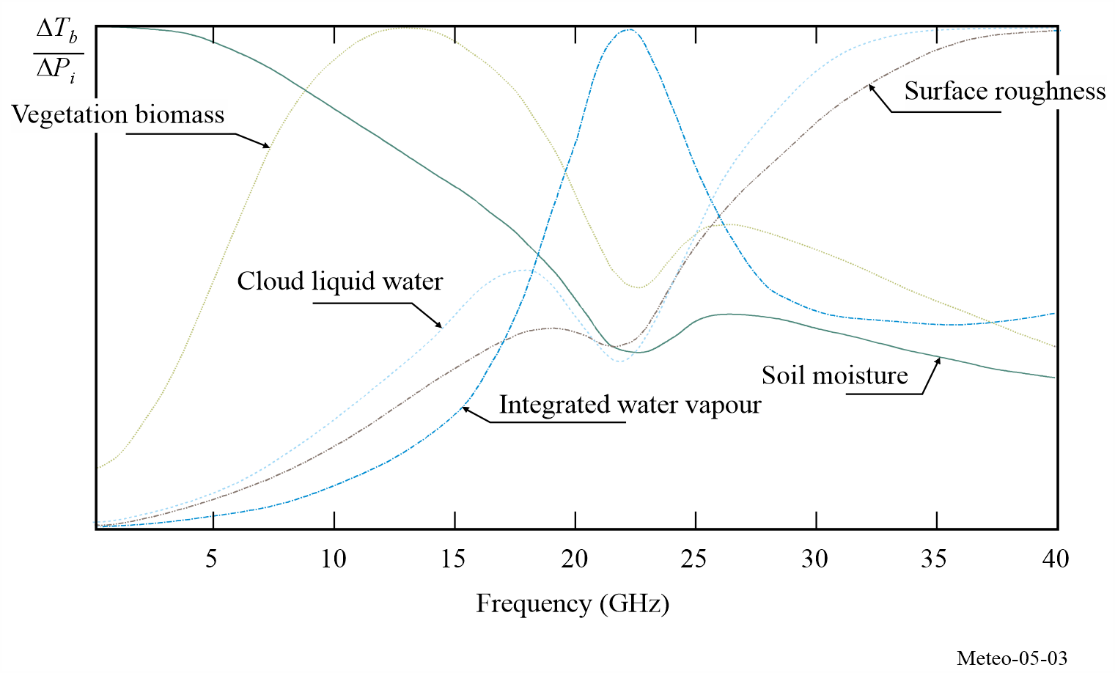 ΔT_b
ΔP_i
Surface roughness
Vegetation biomass
Cloud liquid water
Soil moisture
Integrated water vapour
5 10 15 20 25 30 35 40
Frequency (GHz)
Meteo-05-03